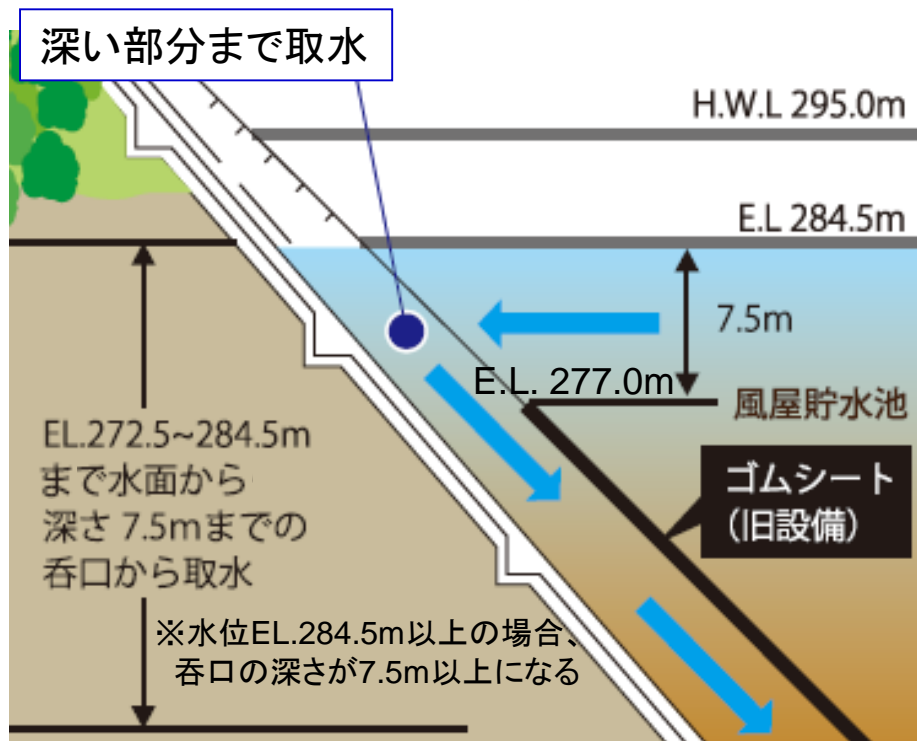 深い部分まで取水
H.W.L 295.0m
E.L 284.5m
7.5m
E.L. 277.0m
風屋貯水池
ゴムシート
(旧設備)
EL.272.5~284.5m
まで水面から
深さ 7.5mまでの
呑口から取水
※水位EL.284.5m以上の場合、
呑口の深さが7.5m以上になる